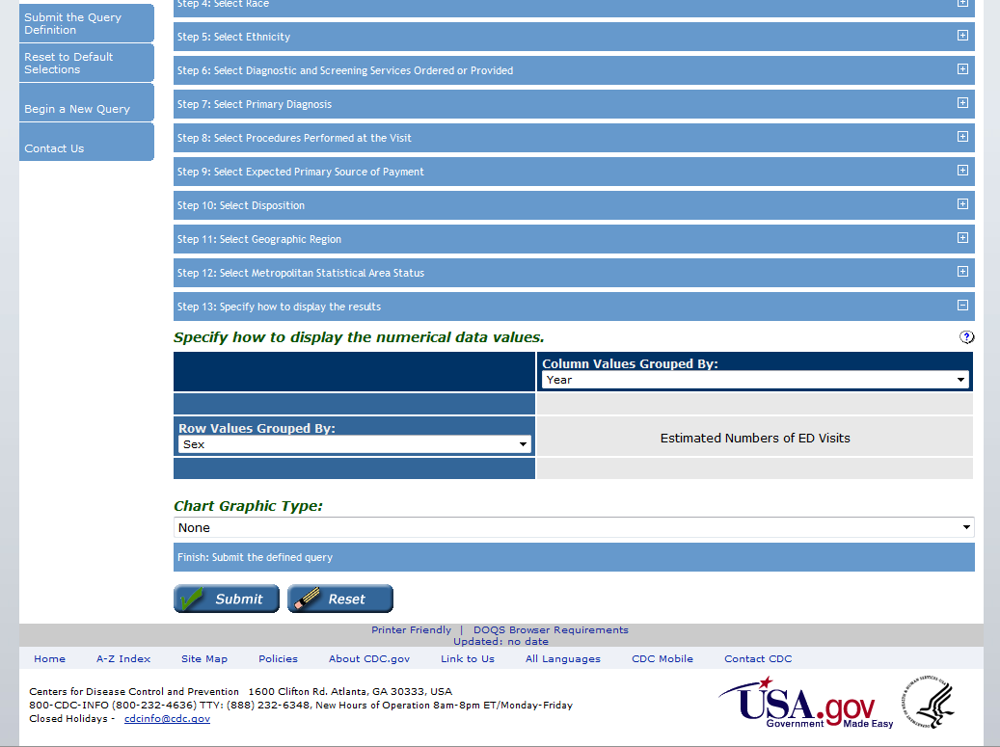 Submit the Query
Definition
Reset to Default
Selections
Begin a New Query
Contact Us
Step 4: Select Race
Step 5: Select Ethnicity
Step 6: Select Diagnostic and Screening Services Ordered or Provided
Step 7: Select Primary Diagnosis
Step 8: Select Procedures Performed at the Visit
Step 9: Select Expected Primary Source of Payment
Step 10: Select Disposition
Step 11: Select Geographic Region
Step 12: Select Metropolitan Statistical Area Status
Step 13: Specify how to display the results
Specify how to display the numerical data values.
Column Values Grouped By:
Year
Row Values Grouped By:
Sex
Estimated Numbers of ED Visits
Chart Graphic Type:
None
Finish: Submit the defined query
Submit Reset
Printer Friendly | DOQS Browser Requirements
Updated: no date
Home A-Z Index Site Map Policies About CDC.gov Link to Us All Languages CDC Mobile Contact CDC
Centers for Disease Control and Prevention 1600 Clifton Rd. Atlanta, GA 30333, USA
800-CDC-INFO (800-232-4636) TTY: (888) 232-6348, New Hours of Operation 8am-8pm ET/Monday-Friday
Closed Holidays - cdcinfo@cdc.gov
USA.gov
Government Made Easy